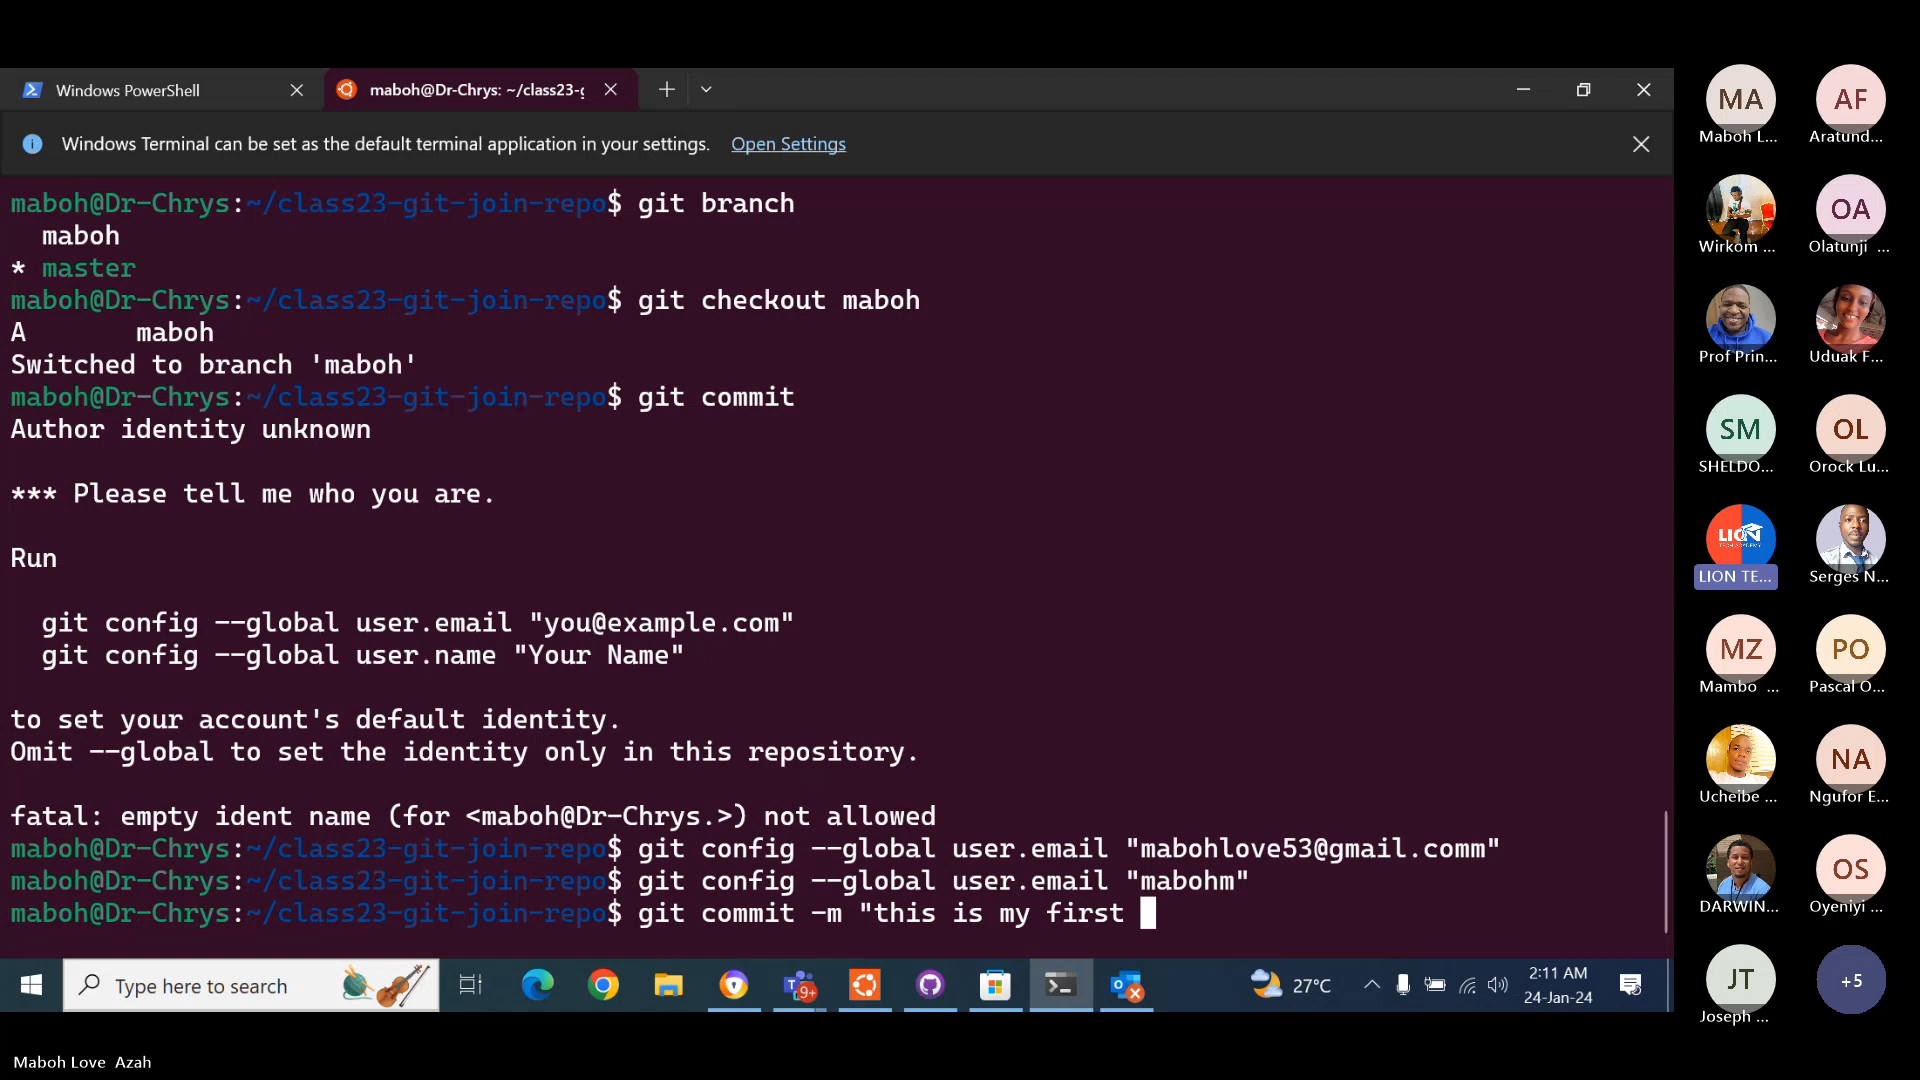 Windows PowerShell
maboh@Dr-Chrys: ~/class23-g
Windows Terminal can be set as the default terminal application in your settings. Open Settings
maboh@Dr-Chrys:~/class23-git-join-repo$ git branch
  maboh
* master
maboh@Dr-Chrys:~/class23-git-join-repo$ git checkout maboh
A       maboh
Switched to branch 'maboh'
maboh@Dr-Chrys:~/class23-git-join-repo$ git commit
Author identity unknown
*** Please tell me who you are.
Run
  git config --global user.email "you@example.com"
  git config --global user.name "Your Name"
to set your account's default identity.
Omit --global to set the identity only in this repository.
fatal: empty ident name (for <maboh@Dr-Chrys.>) not allowed
maboh@Dr-Chrys:~/class23-git-join-repo$ git config --global user.email "mabohlove53@gmail.comm"
maboh@Dr-Chrys:~/class23-git-join-repo$ git config --global user.email "mabohm"
maboh@Dr-Chrys:~/class23-git-join-repo$ git commit -m "this is my first
Type here to search
9+
27°C
2:11 AM
24-Jan-24
MA
Maboh L...
AF
Aratund...
Wirkom ...
OA
Olatunji ...
Prof Prin...
Uduak F...
SM
SHELDO...
OL
Orock Lu...
LION
TECH ACADEMY
LION TE...
Serges N...
MZ
Mambo ...
PO
Pascal O...
Ucheibe ...
NA
Ngufor E...
DARWIN...
OS
Oyeniyi ...
JT
Joseph ...
+5
Maboh Love Azah